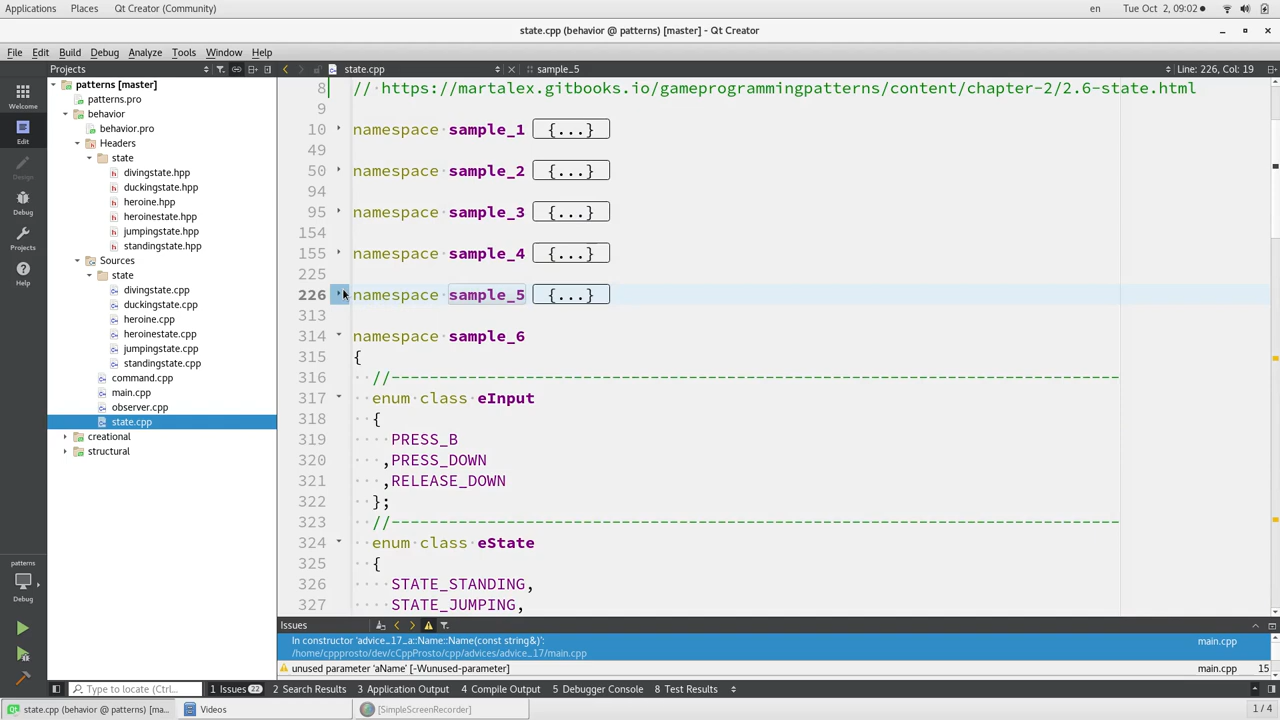 Applications Places Qt Creator (Community) en Tue Oct 2, 09:02
state.cpp (behavior @ patterns) [master] - Qt Creator
File Edit Build Debug Analyze Tools Window Help
Projects state.cpp sample_5 Line: 226, Col: 19
Welcome
Edit
Design
Debug
Projects
Help
patterns
Debug
patterns [master]
patterns.pro
behavior
behavior.pro
Headers
state
divingstate.hpp
duckingstate.hpp
heroine.hpp
heroinestate.hpp
jumpingstate.hpp
standingstate.hpp
Sources
state
divingstate.cpp
duckingstate.cpp
heroine.cpp
heroinestate.cpp
jumpingstate.cpp
standingstate.cpp
command.cpp
main.cpp
observer.cpp
state.cpp
creational
structural
8 // https://martalex.gitbooks.io/gameprogrammingpatterns/content/chapter-2/2.6-state.html
9
10 namespace sample_1 {...}
49
50 namespace sample_2 {...}
94
95 namespace sample_3 {...}
154
155 namespace sample_4 {...}
225
226 namespace sample_5 {...}
313
314 namespace sample_6
315 {
316 //----------------------------------------------------------------------------
317 enum class eInput
318 {
319 PRESS_B
320 ,PRESS_DOWN
321 ,RELEASE_DOWN
322 };
323 //----------------------------------------------------------------------------
324 enum class eState
325 {
326 STATE_STANDING,
327 STATE_JUMPING,
Issues
In constructor 'advice_17_a::Name::Name(const string&)': main.cpp
/home/cppprosto/dev/cCppProsto/cpp/advices/advice_17/main.cpp
unused parameter 'aName' [-Wunused-parameter] main.cpp 15
Type to locate (Ctrl... 1 Issues 22 2 Search Results 3 Application Output 4 Compile Output 5 Debugger Console 8 Test Results
state.cpp (behavior @ patterns) [ma... Videos [SimpleScreenRecorder] 1 / 4